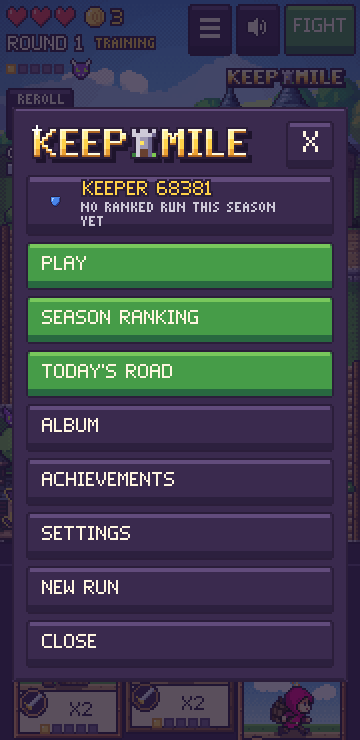 3
FIGHT
ROUND 1 TRAINING
KEEP MILE
REROLL
KEEP MILE
X
KEEPER 68381
NO RANKED RUN THIS SEASON
YET
PLAY
SEASON RANKING
TODAY'S ROAD
ALBUM
ACHIEVEMENTS
SETTINGS
NEW RUN
CLOSE
X2
X2